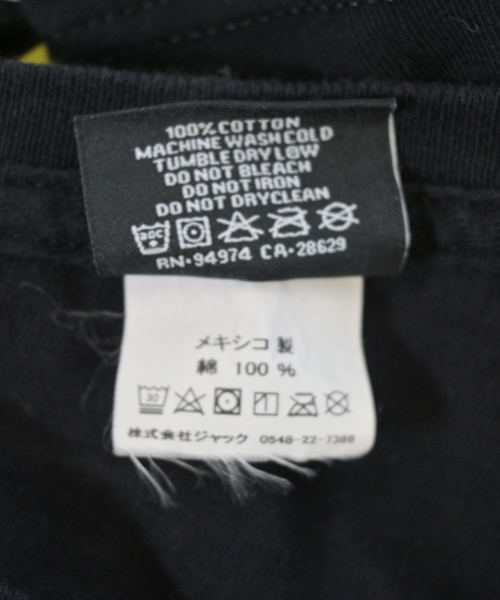 100% COTTON
MACHINE WASH COLD
TUMBLE DRY LOW
DO NOT BLEACH
DO NOT IRON
DO NOT DRYCLEAN
RN·94974 CA·28629
メキシコ製
綿 100 %
30
株式会社ジャック 0548-22-7388